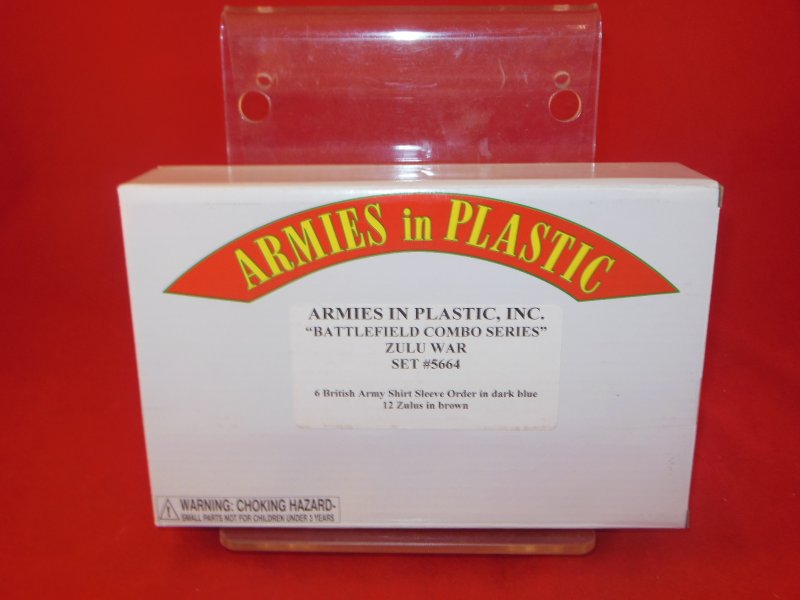 ARMIES in PLASTIC
ARMIES IN PLASTIC, INC.
“BATTLEFIELD COMBO SERIES”
ZULU WAR
SET #5664
6 British Army Shirt Sleeve Order in dark blue
12 Zulus in brown
WARNING: CHOKING HAZARD-
SMALL PARTS NOT FOR CHILDREN UNDER 3 YEARS